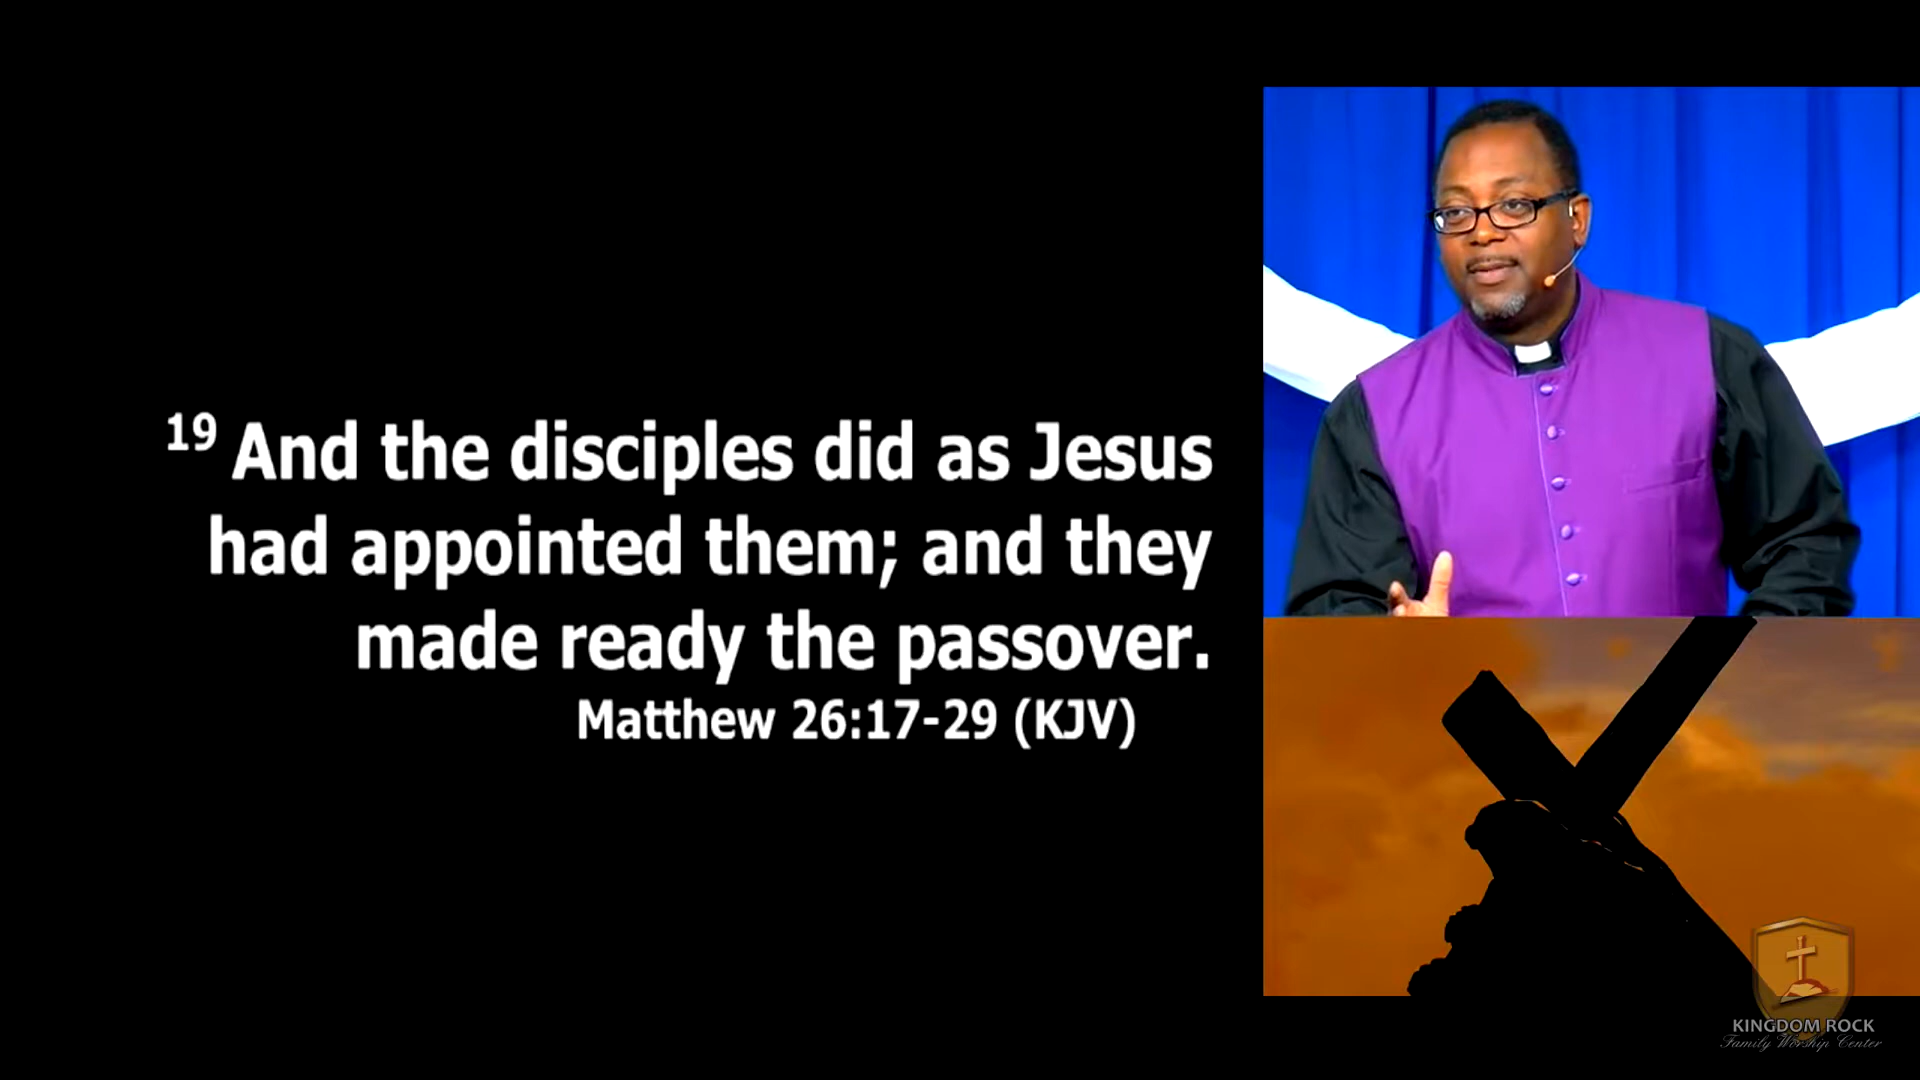 19 And the disciples did as Jesus
had appointed them; and they
made ready the passover.
Matthew 26:17-29 (KJV)
KINGDOM ROCK
Family Worship Center